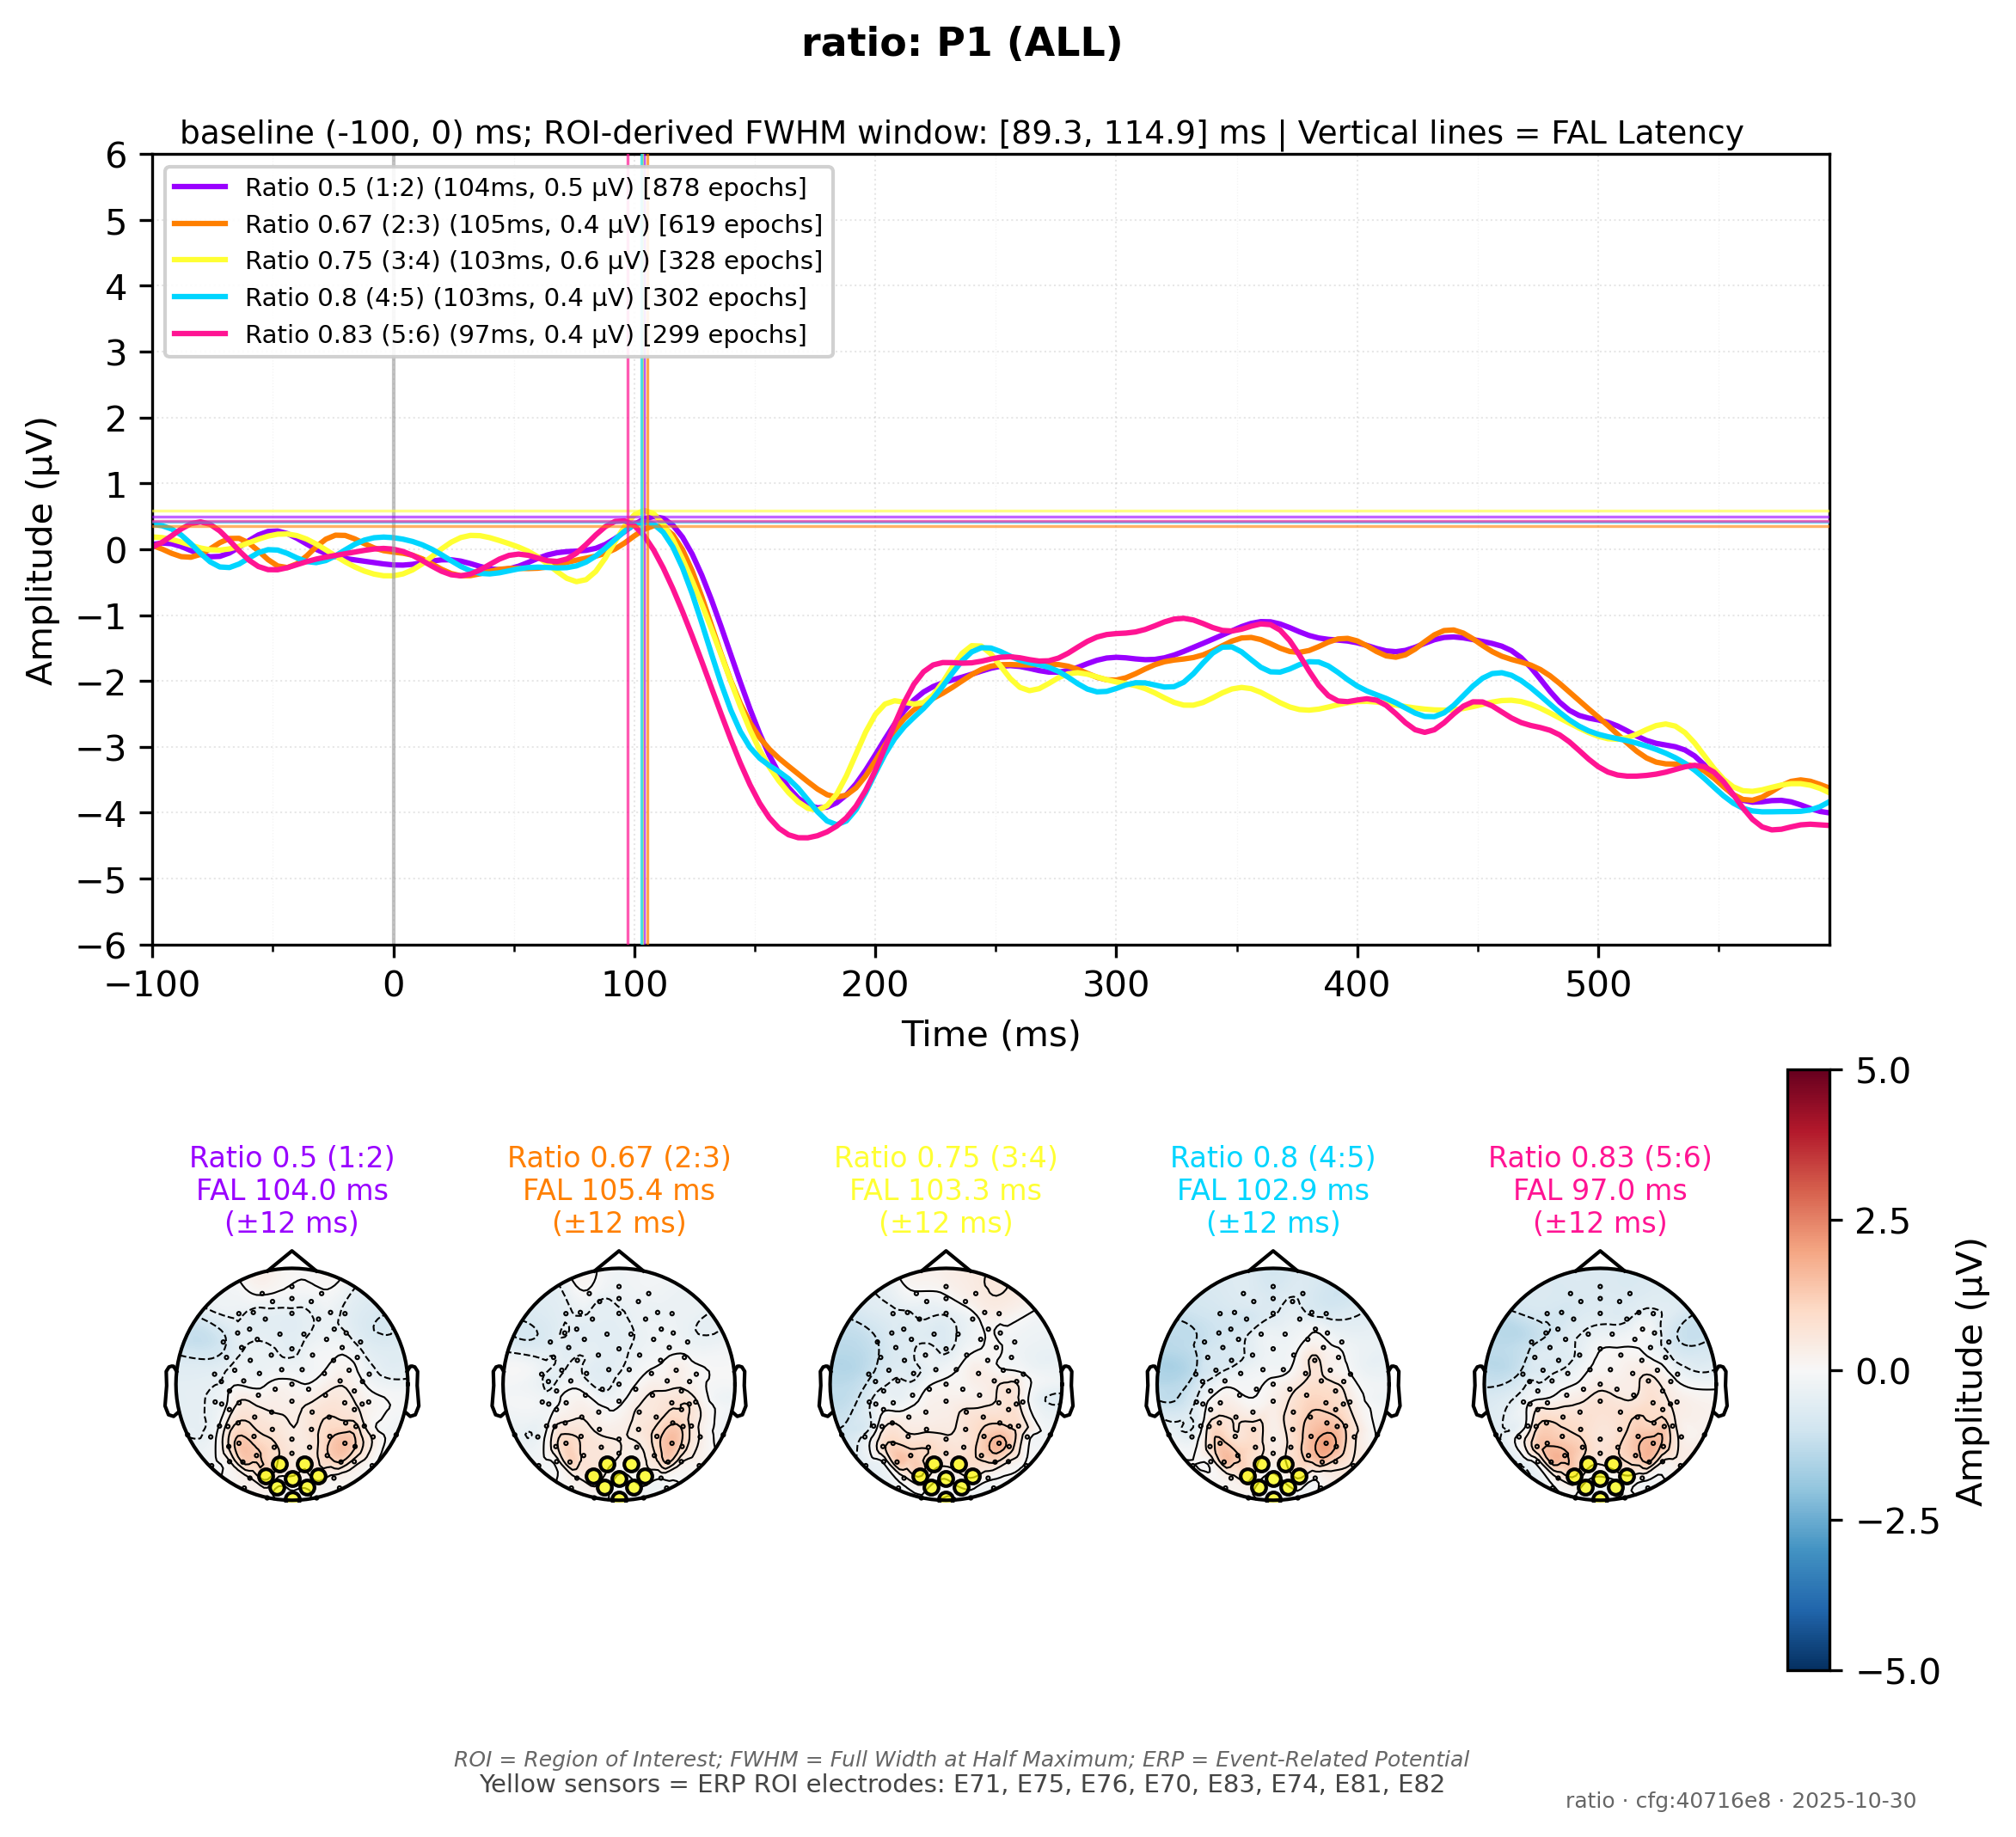 ratio: P1 (ALL)
baseline (-100, 0) ms; ROI-derived FWHM window: [89.3, 114.9] ms | Vertical lines = FAL Latency
Ratio 0.5 (1:2) (104ms, 0.5 µV) [878 epochs]
Ratio 0.67 (2:3) (105ms, 0.4 µV) [619 epochs]
Ratio 0.75 (3:4) (103ms, 0.6 µV) [328 epochs]
Ratio 0.8 (4:5) (103ms, 0.4 µV) [302 epochs]
Ratio 0.83 (5:6) (97ms, 0.4 µV) [299 epochs]
Amplitude (µV)
6
5
4
3
2
1
0
−1
−2
−3
−4
−5
−6
−100
0
100
200
300
400
500
Time (ms)
Ratio 0.5 (1:2)
FAL 104.0 ms
(±12 ms)
Ratio 0.67 (2:3)
FAL 105.4 ms
(±12 ms)
Ratio 0.75 (3:4)
FAL 103.3 ms
(±12 ms)
Ratio 0.8 (4:5)
FAL 102.9 ms
(±12 ms)
Ratio 0.83 (5:6)
FAL 97.0 ms
(±12 ms)
5.0
2.5
0.0
−2.5
−5.0
Amplitude (µV)
ROI = Region of Interest; FWHM = Full Width at Half Maximum; ERP = Event-Related Potential
Yellow sensors = ERP ROI electrodes: E71, E75, E76, E70, E83, E74, E81, E82
ratio · cfg:40716e8 · 2025-10-30